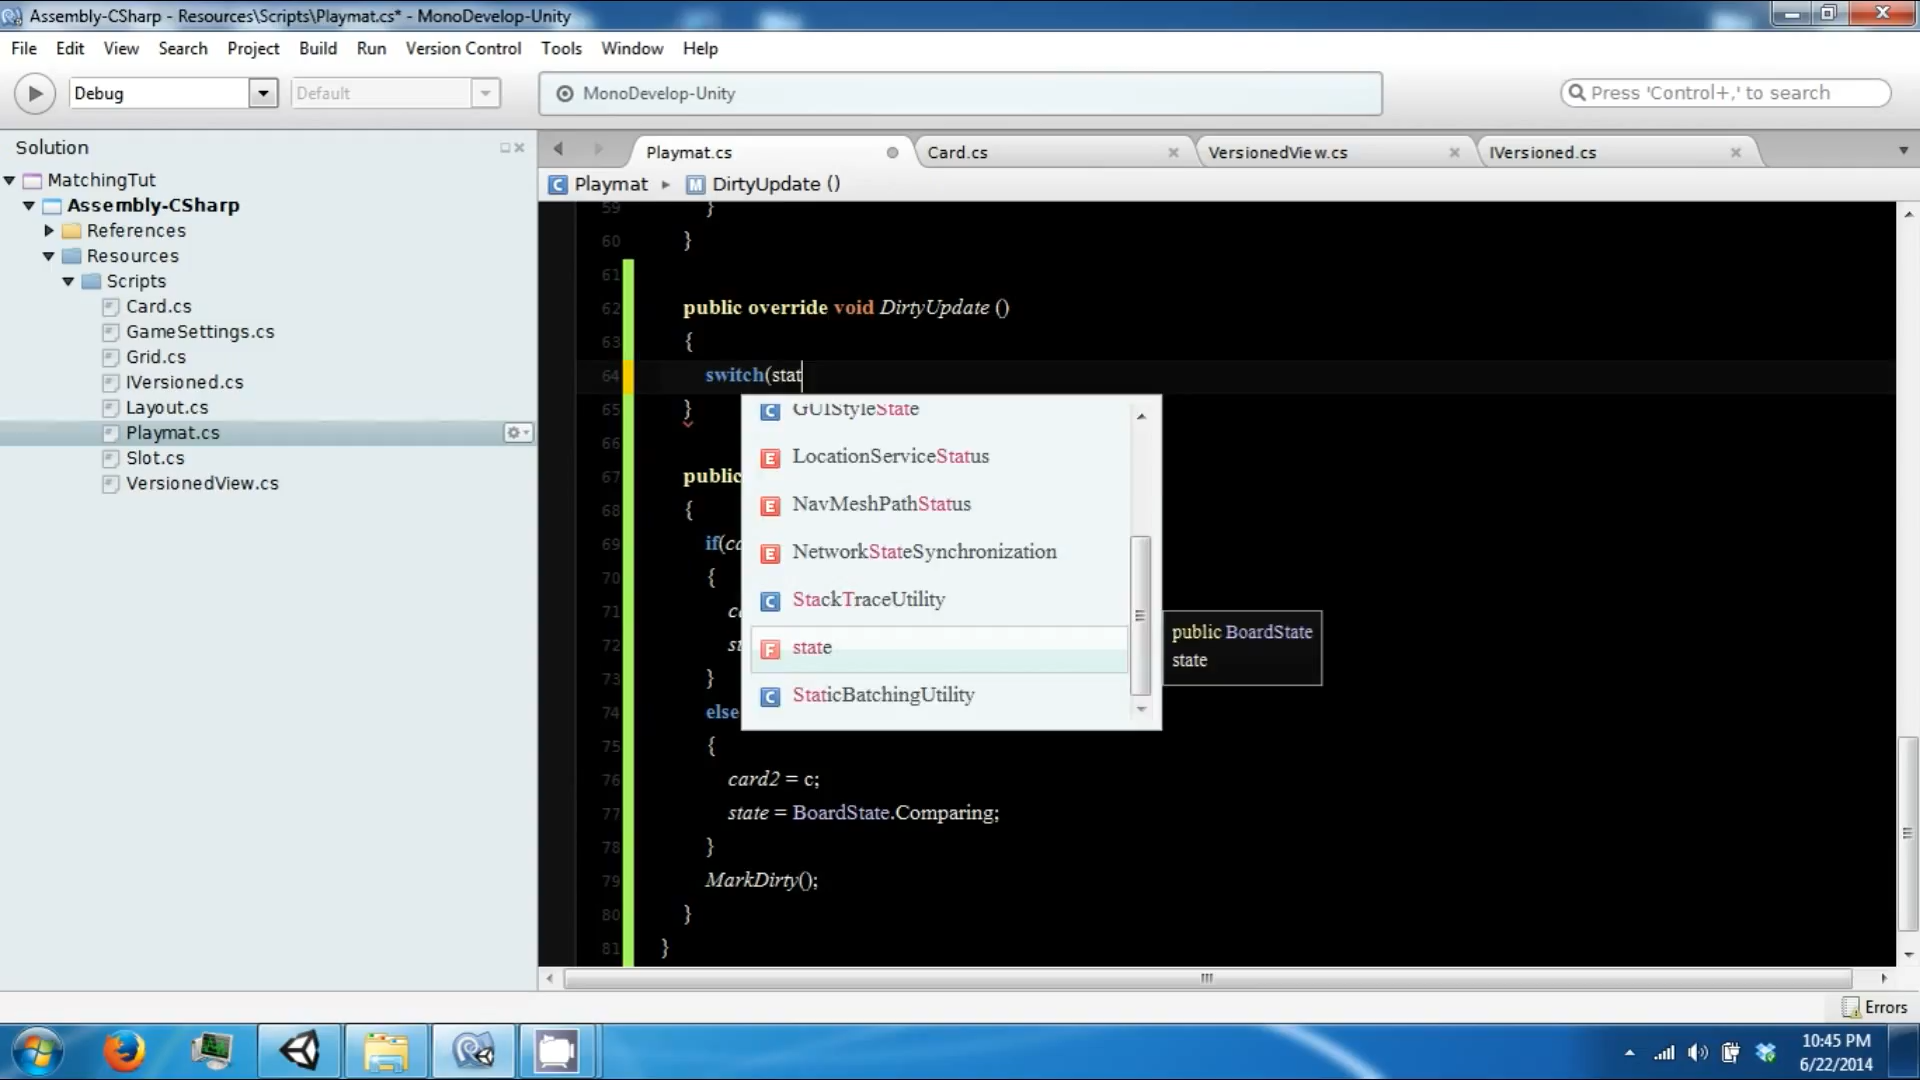 Assembly-CSharp - Resources\Scripts\Playmat.cs* - MonoDevelop-Unity
File Edit View Search Project Build Run Version Control Tools Window Help
Debug Default MonoDevelop-Unity Press 'Control+,' to search
Solution
MatchingTut
Assembly-CSharp
References
Resources
Scripts
Card.cs
GameSettings.cs
Grid.cs
IVersioned.cs
Layout.cs
Playmat.cs
Slot.cs
VersionedView.cs
Playmat.cs Card.cs VersionedView.cs IVersioned.cs
Playmat DirtyUpdate ()
59 }
60 }
61
62 public override void DirtyUpdate ()
63 {
64 switch(stat
65 }
66
67 public
68 {
69 if(ca
70 {
71 ca
72 st
73 }
74 else
75 {
76 card2 = c;
77 state = BoardState.Comparing;
78 }
79 MarkDirty();
80 }
81 }
GUIStyleState
LocationServiceStatus
NavMeshPathStatus
NetworkStateSynchronization
StackTraceUtility
state
StaticBatchingUtility
public BoardState
state
Errors
10:45 PM
6/22/2014